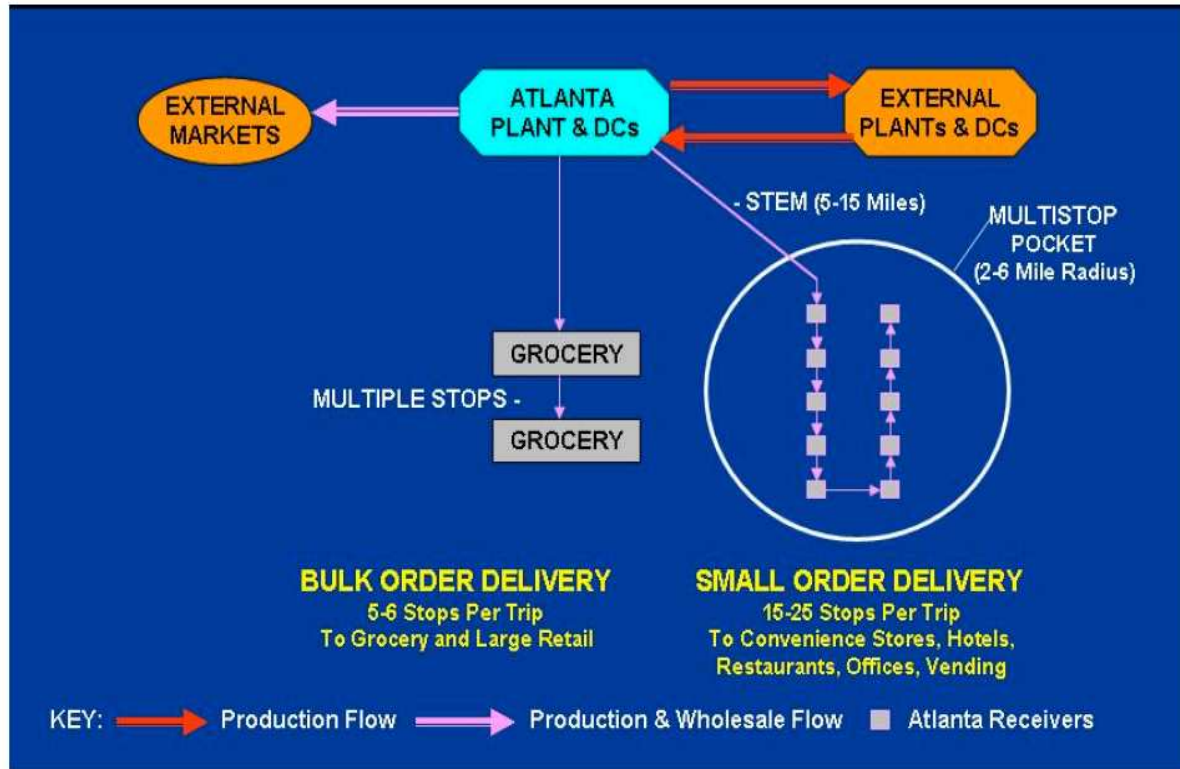 EXTERNAL
MARKETS
ATLANTA
PLANT & DCs
EXTERNAL
PLANTs & DCs
- STEM (5-15 Miles)
MULTISTOP
POCKET
(2-6 Mile Radius)
GROCERY
MULTIPLE STOPS -
GROCERY
BULK ORDER DELIVERY
5-6 Stops Per Trip
To Grocery and Large Retail
SMALL ORDER DELIVERY
15-25 Stops Per Trip
To Convenience Stores, Hotels,
Restaurants, Offices, Vending
KEY: Production Flow Production & Wholesale Flow Atlanta Receivers